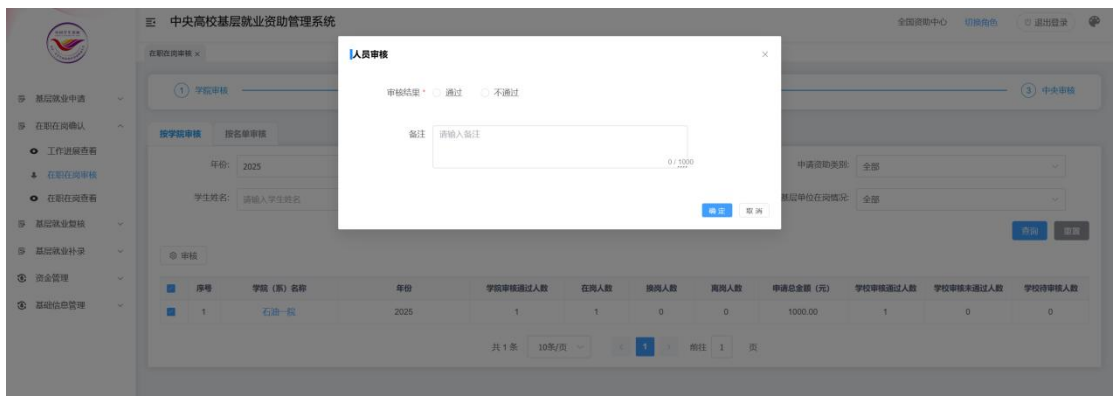 中央高校基层就业资助管理系统
全国资助中心 切换角色 退出登录
在职在岗审核 ×
人员审核 ×
1 学院审核
3 中央审核
审核结果 * 通过 不通过
备注 请输入备注
0 / 1000
确定 取消
基层就业申请
在职在岗确认
工作进展查看
在职在岗审核
在职在岗查看
基层就业复核
基层就业补录
资金管理
基础信息管理
按学院审核 按名单审核
年份: 2025 申请资助类别: 全部
学生姓名: 请输入学生姓名 基层单位在岗情况: 全部
查询 重置
审核
序号 学院（系）名称 年份 学院审核通过人数 在岗人数 换岗人数 离岗人数 申请总金额（元） 学校审核通过人数 学校审核未通过人数 学校待审核人数
1 石油一院 2025 1 1 0 0 1000.00 1 0 0
共 1 条 10条/页 < 1 > 前往 1 页